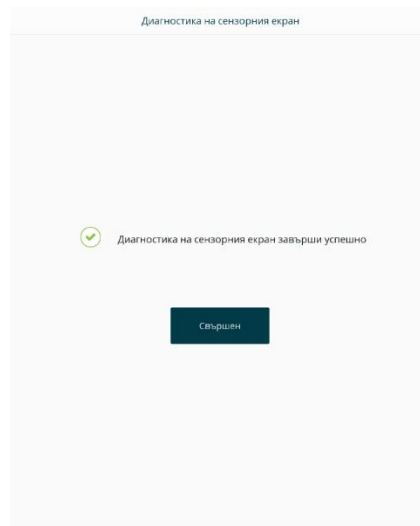 Диагностика на сензорния екран
Диагностика на сензорния екран завърши успешно
Свършен